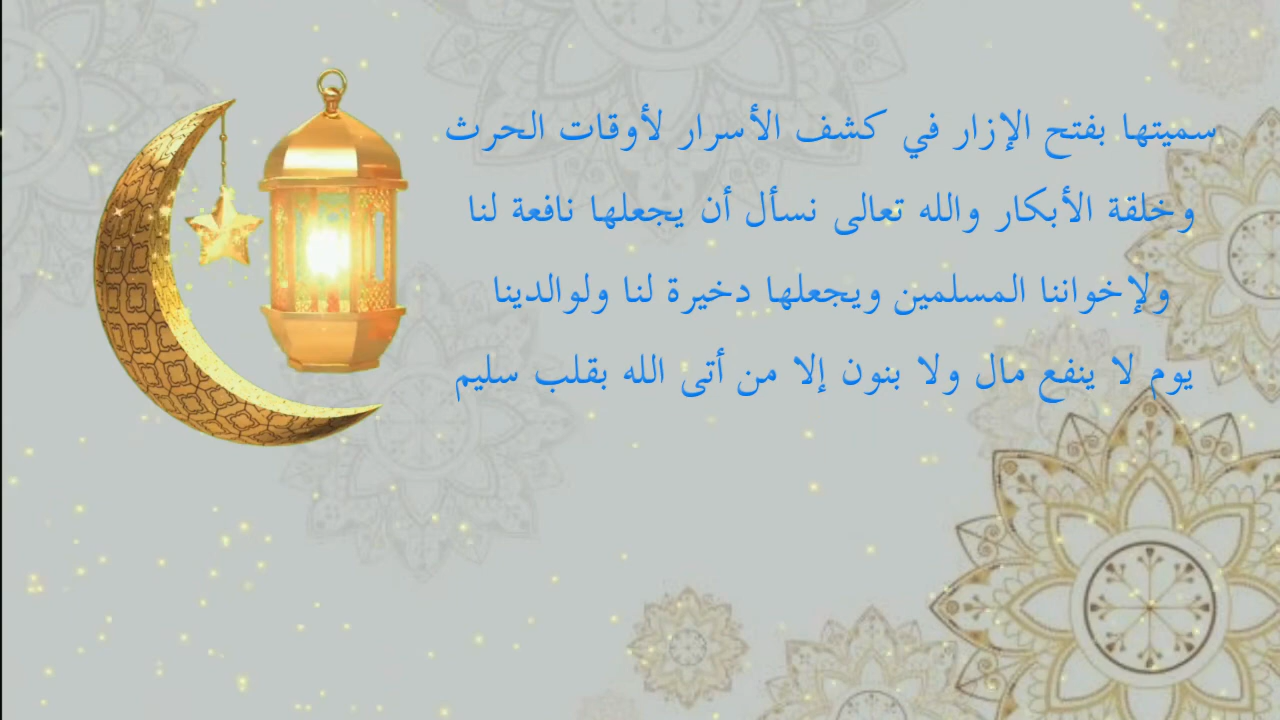 سميتها بفتح الإزار في كشف الأسرار لأوقات الحرث
وخلقة الأبكار والله تعالى نسأل أن يجعلها نافعة لنا
ولإخواننا المسلمين ويجعلها دخيرة لنا ولوالدينا
يوم لا ينفع مال ولا بنون إلا من أتى الله بقلب سليم